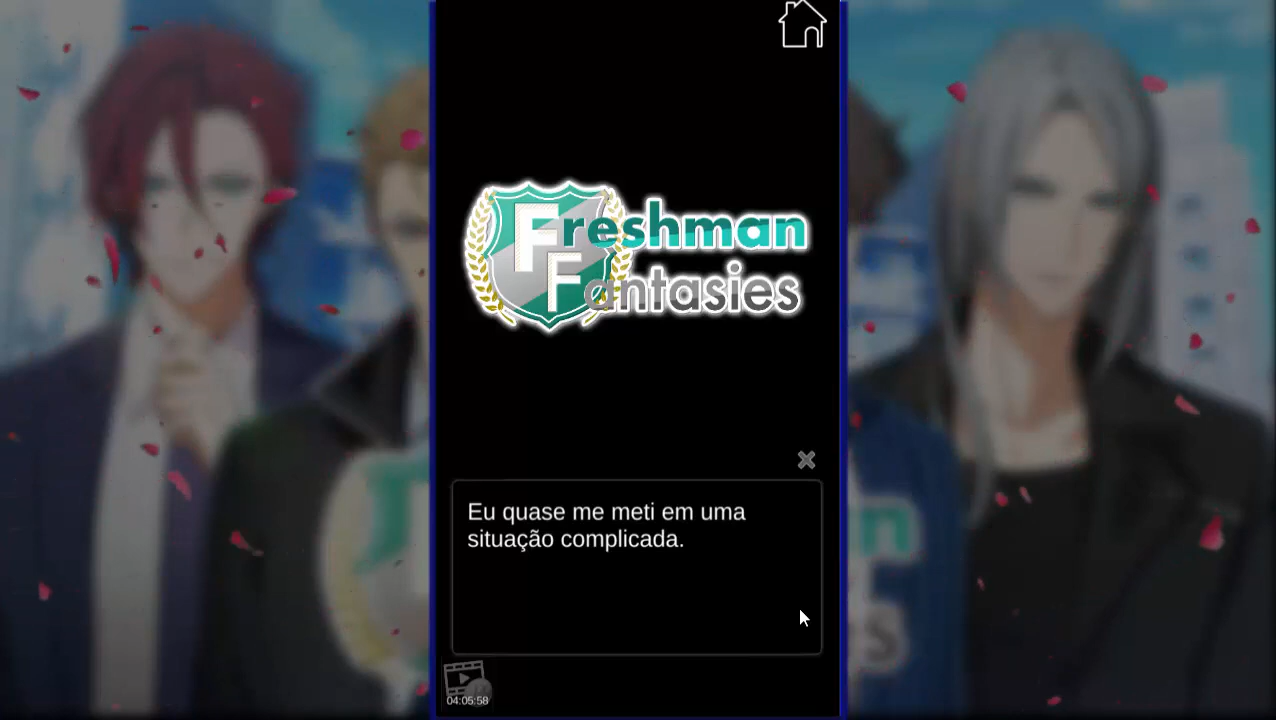 Freshman
Fantasies
Eu quase me meti em uma
situação complicada.
04:05:58